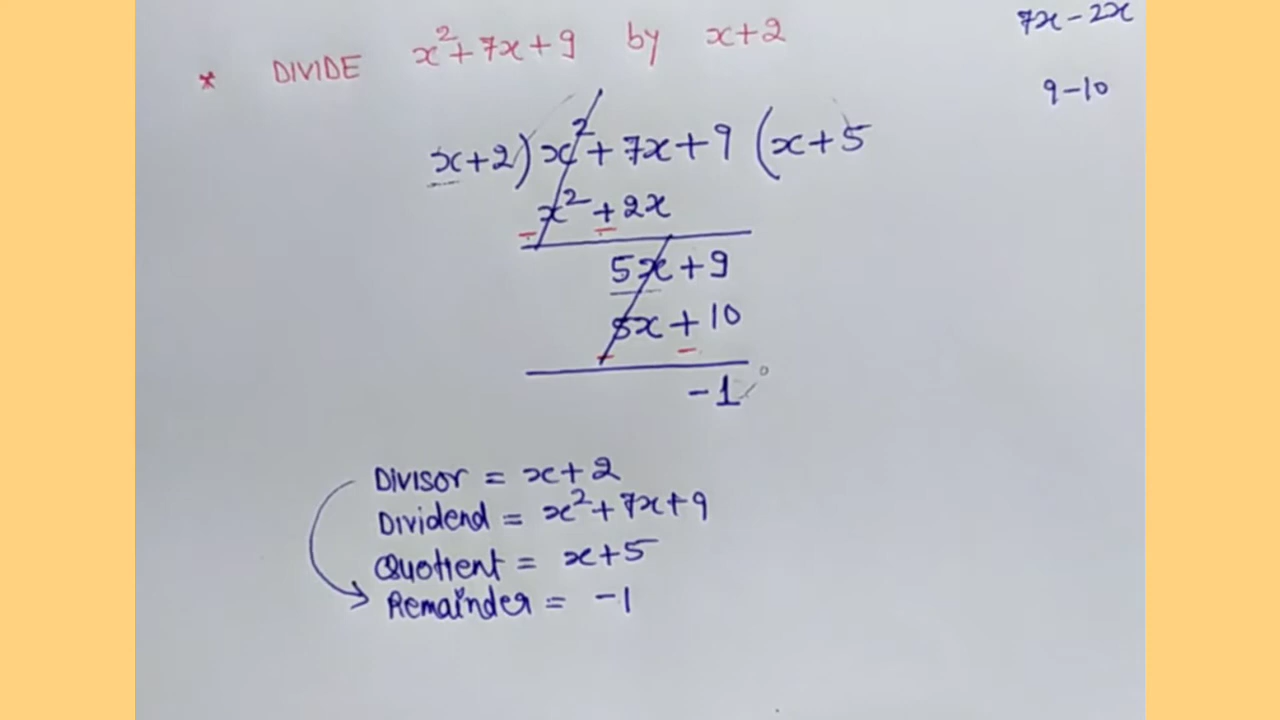 * DIVIDE x²+7x+9 by x+2
7x-2x
9-10
x+2)x²+7x+9(x+5
x²+2x
- -
5x+9
5x+10
- -
-1
Divisor = x+2
Dividend = x²+7x+9
Quotient = x+5
Remainder = -1